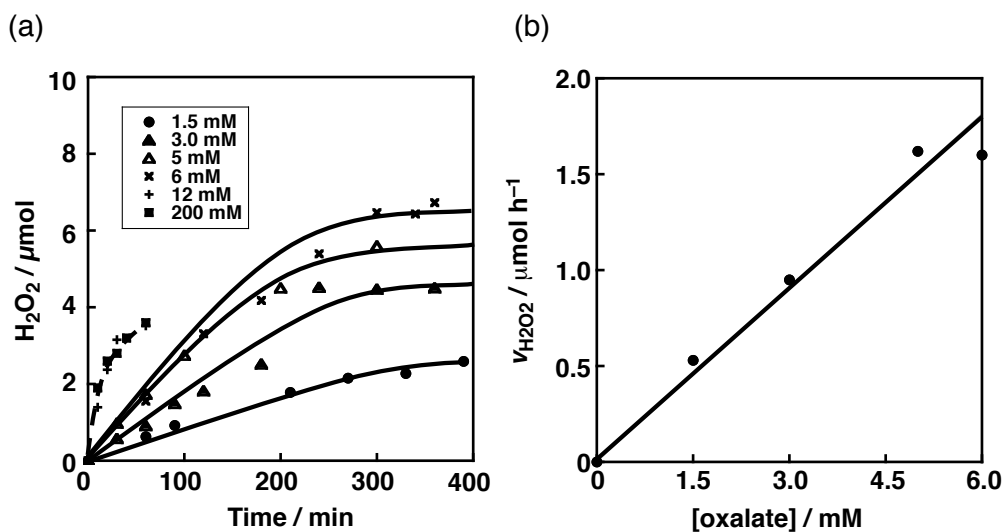 (a)
H₂O₂ / µmol
10
8
6
4
2
0
1.5 mM
3.0 mM
5 mM
6 mM
12 mM
200 mM
0 100 200 300 400
Time / min
(b)
vH2O2 / μmol h⁻¹
2.0
1.5
1.0
0.5
0
0 1.5 3.0 4.5 6.0
[oxalate] / mM